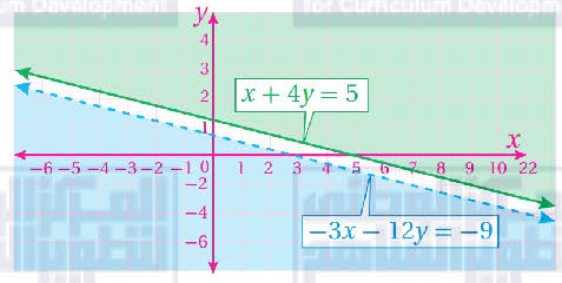 m Development
for Curriculum Developm
y
4
3
2
x + 4y = 5
1
x
-6 -5 -4 -3 -2 -1 0 1 2 3 4 5 6 7 8 9 10 22
-2
-4
-3x - 12y = -9
-6